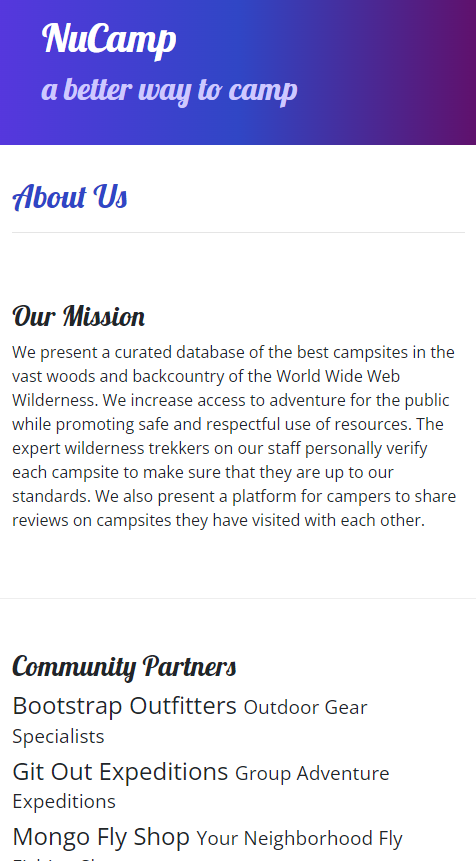 NuCamp
a better way to camp
About Us
Our Mission
We present a curated database of the best campsites in the
vast woods and backcountry of the World Wide Web
Wilderness. We increase access to adventure for the public
while promoting safe and respectful use of resources. The
expert wilderness trekkers on our staff personally verify
each campsite to make sure that they are up to our
standards. We also present a platform for campers to share
reviews on campsites they have visited with each other.
Community Partners
Bootstrap Outfitters Outdoor Gear
Specialists
Git Out Expeditions Group Adventure
Expeditions
Mongo Fly Shop Your Neighborhood Fly